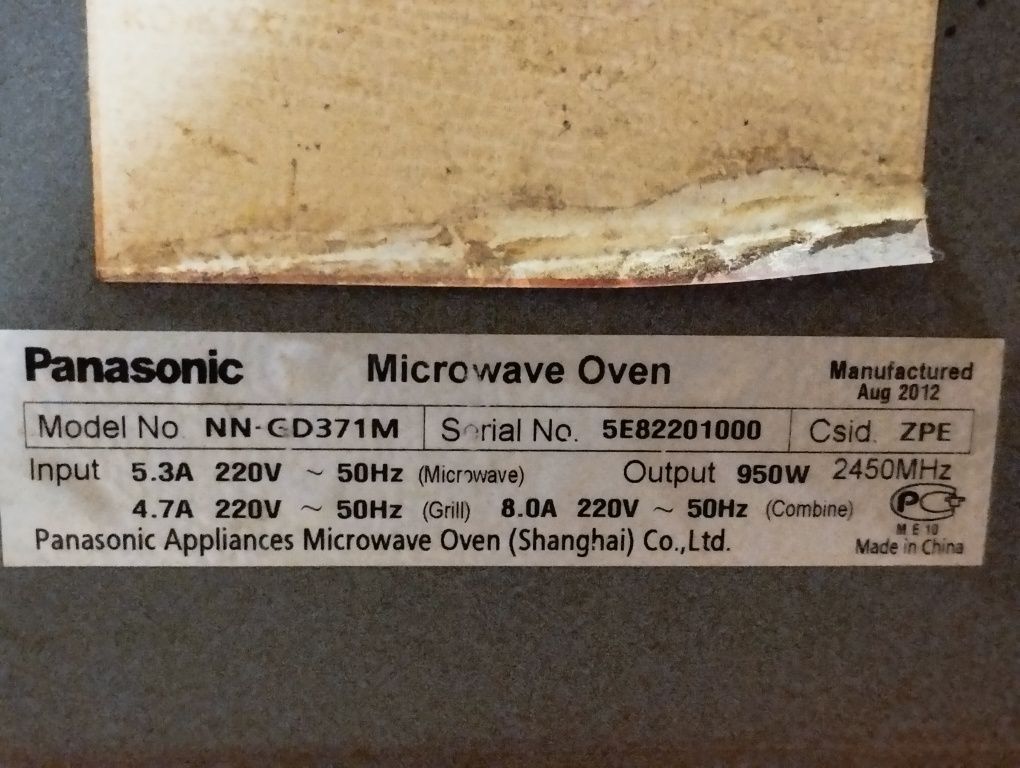 Panasonic Microwave Oven Manufactured Aug 2012
Model No. NN-GD371M Serial No. 5E82201000 Csid. ZPE
Input 5.3A 220V ~ 50Hz (Microwave) Output 950W 2450MHz
4.7A 220V ~ 50Hz (Grill) 8.0A 220V ~ 50Hz (Combine)
ME10
Panasonic Appliances Microwave Oven (Shanghai) Co.,Ltd. Made in China